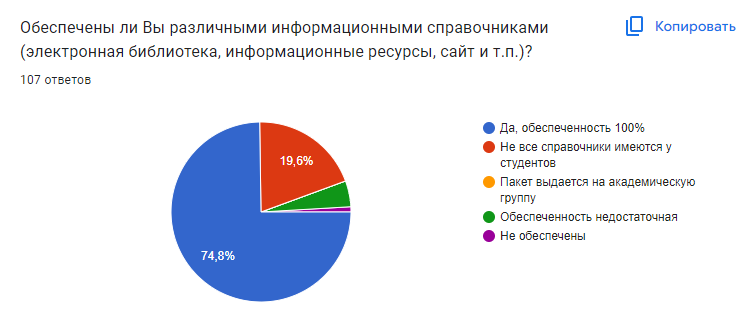 Обеспечены ли Вы различными информационными справочниками
Копировать
(электронная библиотека, информационные ресурсы, сайт и т.п.)?
107 ответов
Да, обеспеченность 100%
Не все справочники имеются у
студентов
Пакет выдается на академическую
группу
Обеспеченность недостаточная
Не обеспечены
19,6%
74,8%